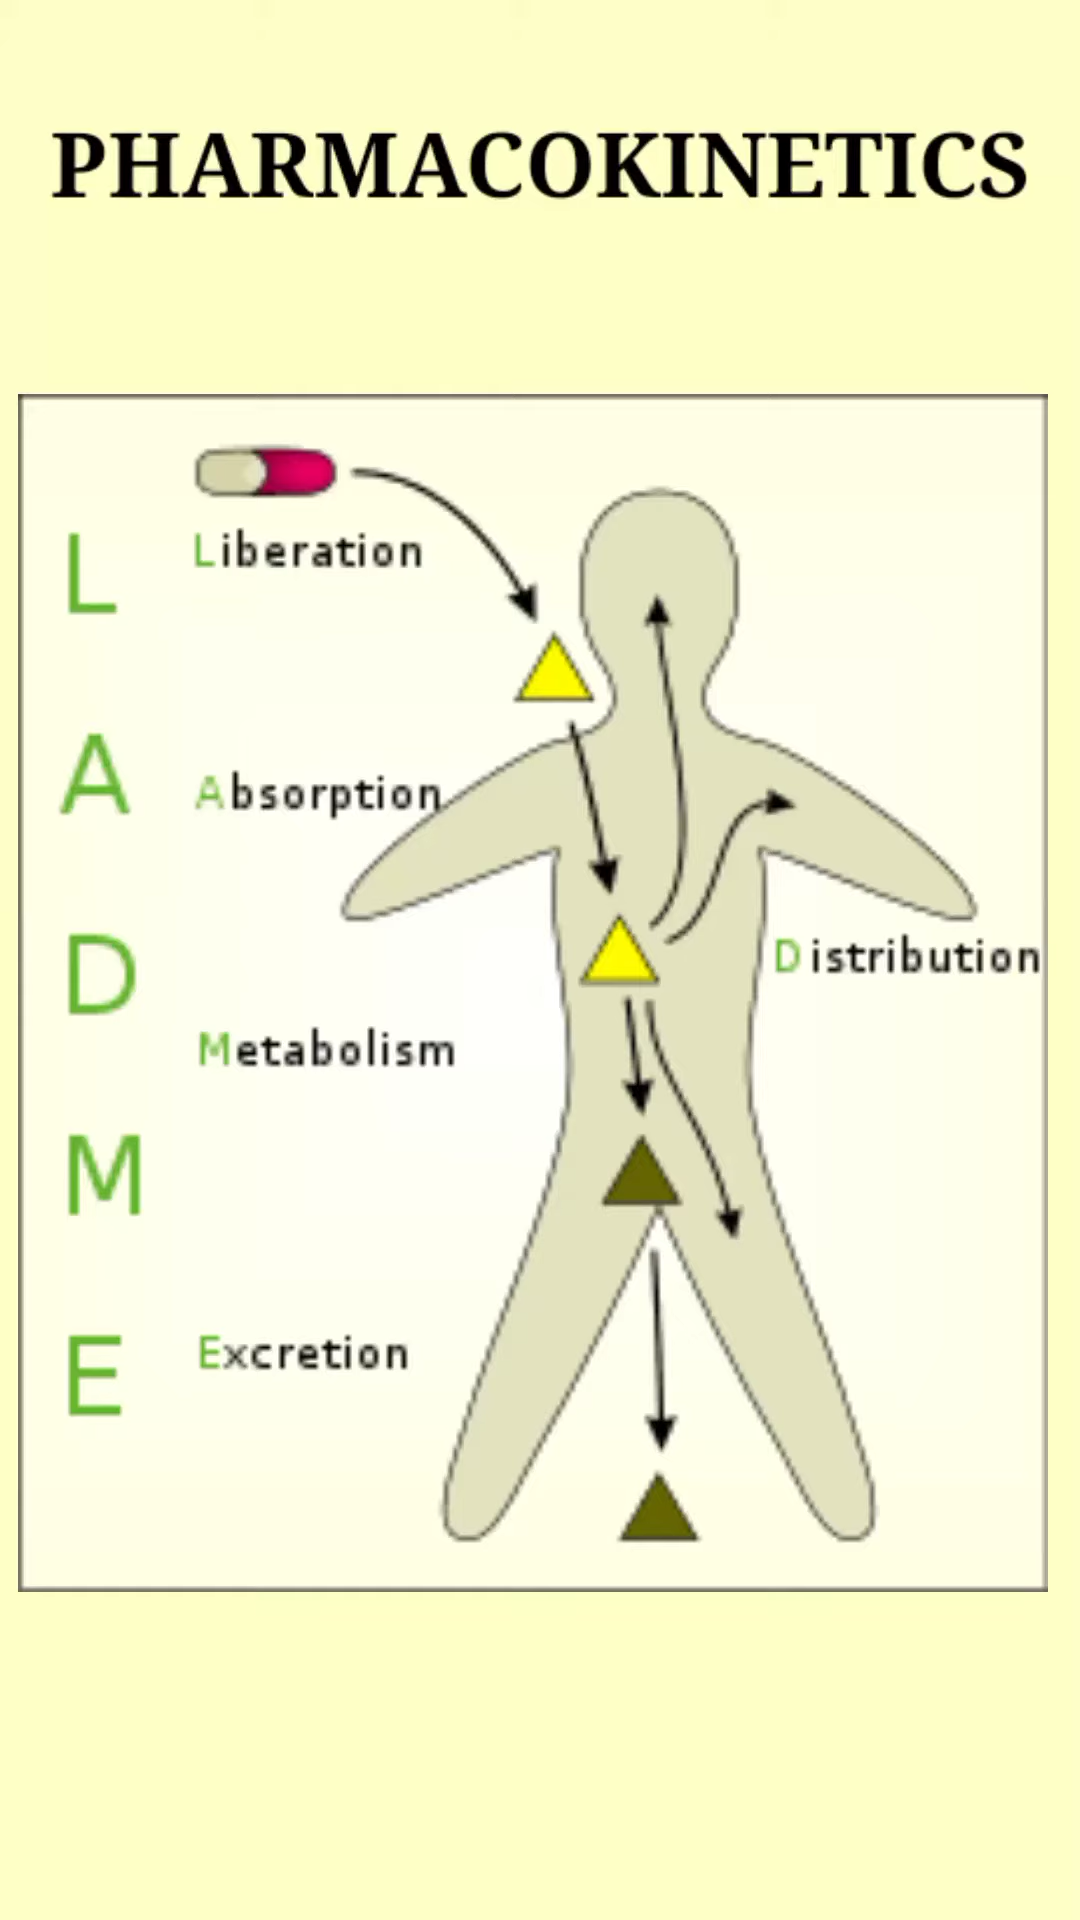 PHARMACOKINETICS
L
Liberation
A
Absorption
D
Distribution
Metabolism
M
Excretion
E